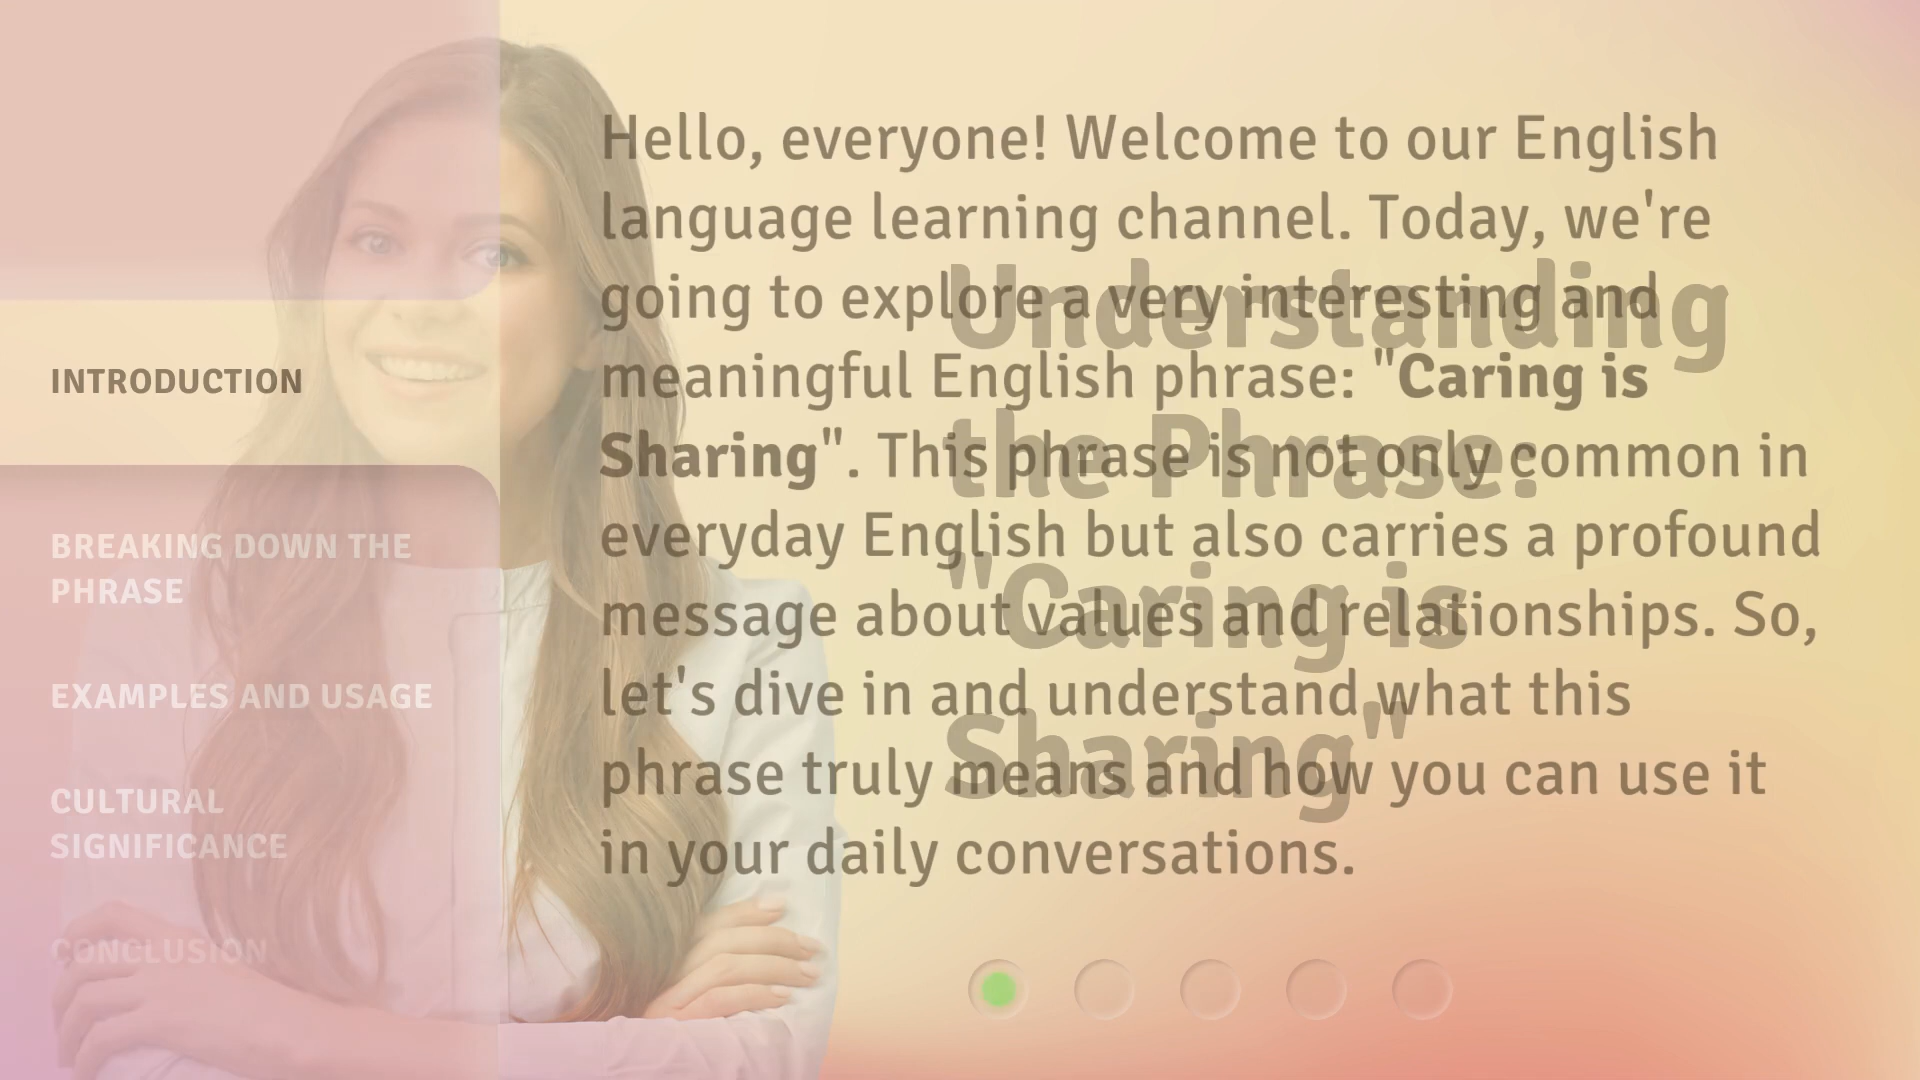 INTRODUCTION
BREAKING DOWN THE
PHRASE
EXAMPLES AND USAGE
CULTURAL
SIGNIFICANCE
CONCLUSION
Hello, everyone! Welcome to our English
language learning channel. Today, we're
going to explore a very interesting and
meaningful English phrase: "Caring is
Sharing". This phrase is not only common in
everyday English but also carries a profound
message about values and relationships. So,
let's dive in and understand what this
phrase truly means and how you can use it
in your daily conversations.
Understanding
the Phrase:
"Caring is
Sharing"